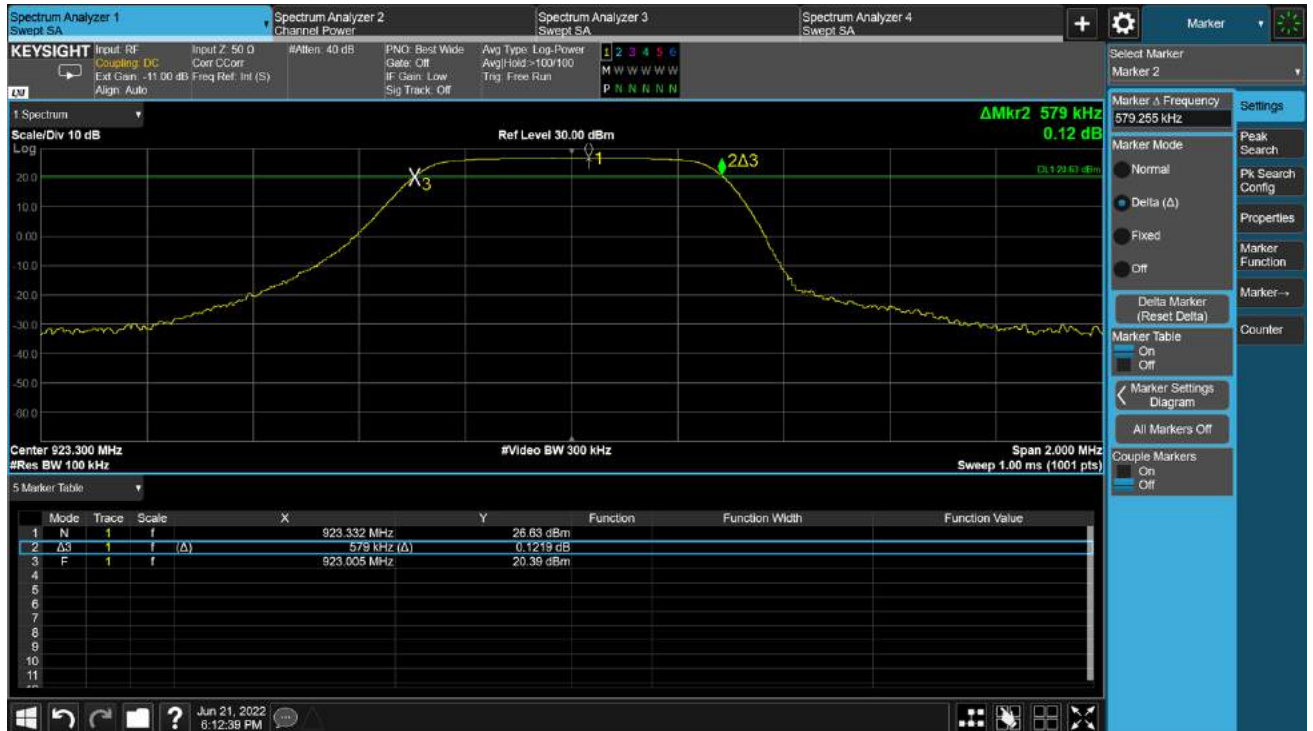 Spectrum Analyzer 1
Swept SA
Spectrum Analyzer 2
Channel Power
Spectrum Analyzer 3
Swept SA
Spectrum Analyzer 4
Swept SA
+
Marker
KEYSIGHT
Input: RF
Coupling: DC
Ext Gain: -11.00 dB
Align: Auto
Input Z: 50 Ω
Corr CCorr
Freq Ref: Int (S)
#Atten: 40 dB
PNO: Best Wide
Gate: Off
IF Gain: Low
Sig Track: Off
Avg Type: Log-Power
Avg|Hold:>100/100
Trig: Free Run
1 2 3 4 5 6
M W W W W W
P N N N N N
LXI
Select Marker
Marker 2
1 Spectrum
Scale/Div 10 dB
Log
Ref Level 30.00 dBm
ΔMkr2 579 kHz
0.12 dB
20.0
10.0
0.00
-10.0
-20.0
-30.0
-40.0
-50.0
-60.0
1
2Δ3
3
DL1 20.63 dBm
Center 923.300 MHz
#Res BW 100 kHz
#Video BW 300 kHz
Span 2.000 MHz
Sweep 1.00 ms (1001 pts)
Marker Δ Frequency
579.255 kHz
Marker Mode
Normal
Delta (Δ)
Fixed
Off
Delta Marker
(Reset Delta)
Marker Table
On
Off
Marker Settings
Diagram
All Markers Off
Couple Markers
On
Off
Settings
Peak
Search
Pk Search
Config
Properties
Marker
Function
Marker→
Counter
5 Marker Table
Mode Trace Scale X Y Function Function Width Function Value
1 N 1 f 923.332 MHz 26.63 dBm
2 Δ3 1 f (Δ) 579 kHz (Δ) 0.1219 dB
3 F 1 f 923.005 MHz 20.39 dBm
4
5
6
7
8
9
10
11
?
Jun 21, 2022
6:12:39 PM